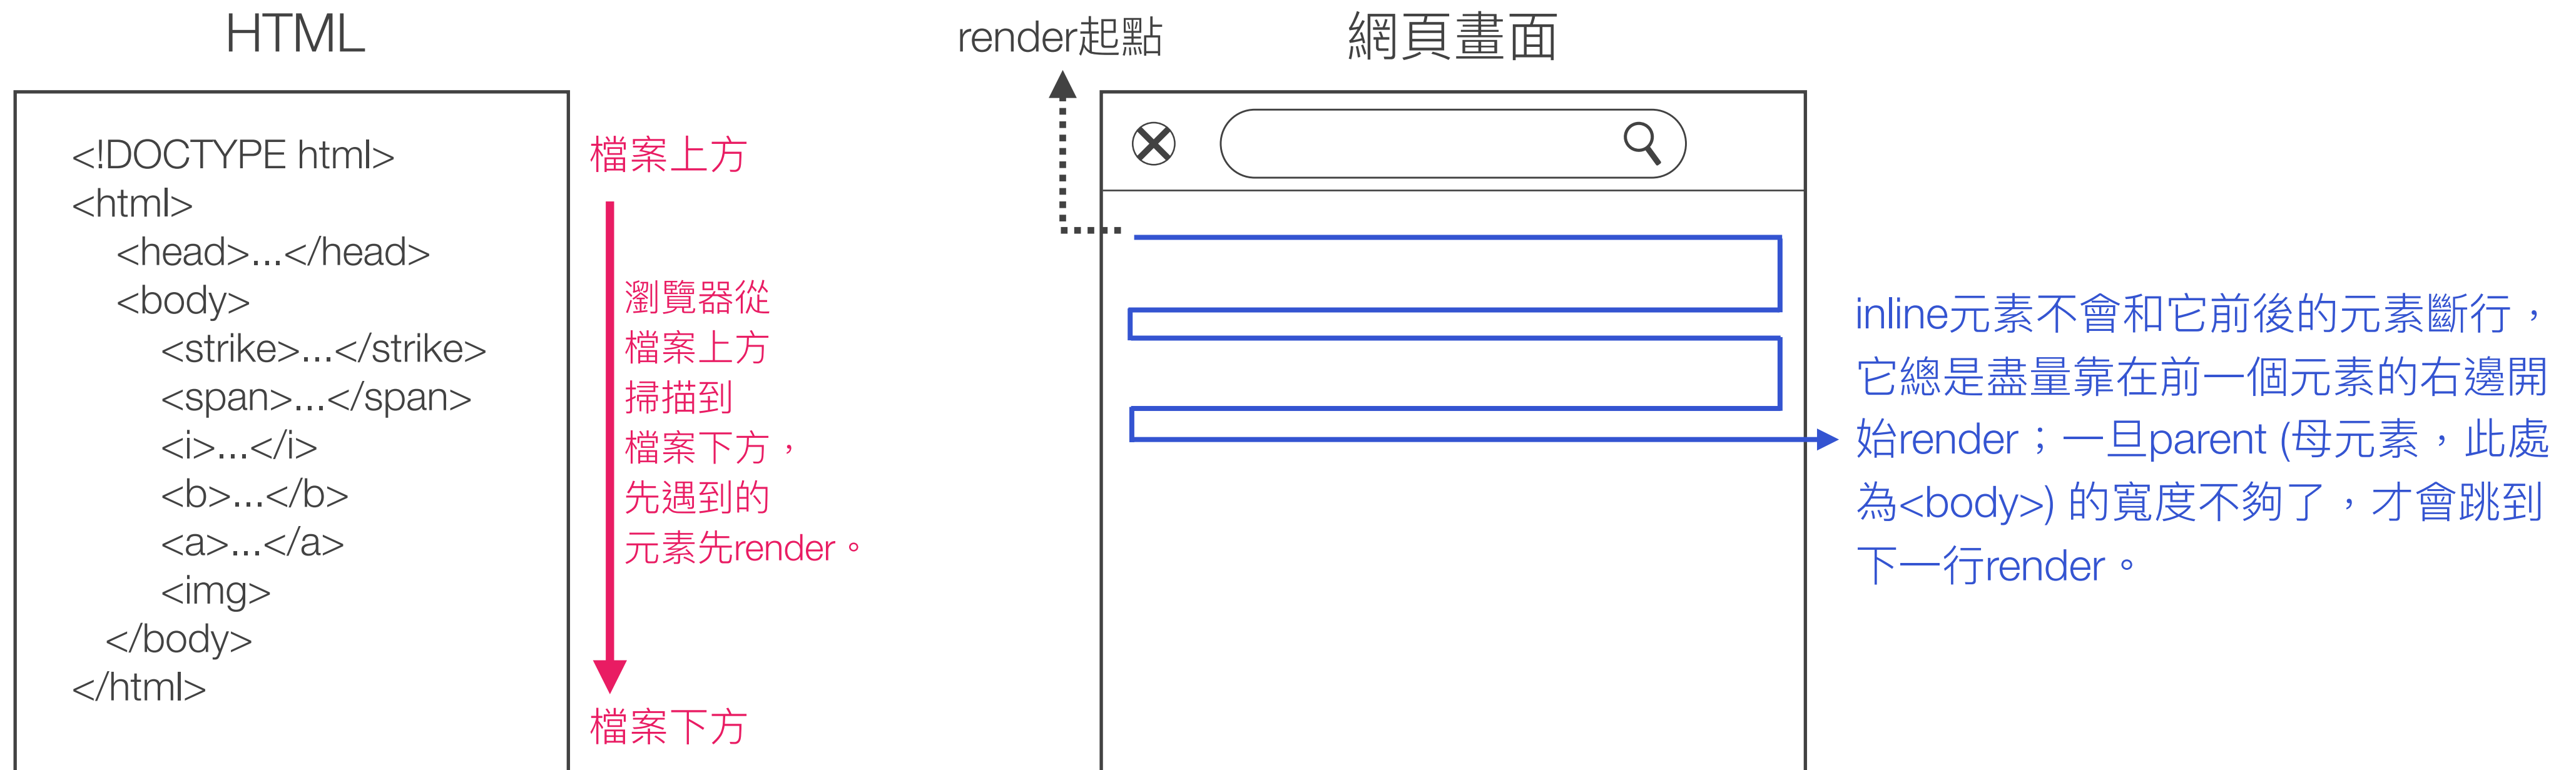 HTML
<!DOCTYPE html>
<html>
<head>...</head>
<body>
<strike>...</strike>
<span>...</span>
<i>...</i>
<b>...</b>
<a>...</a>
<img>
</body>
</html>
檔案上方
瀏覽器從
檔案上方
掃描到
檔案下方，
先遇到的
元素先render。
檔案下方
render起點
網頁畫面
inline元素不會和它前後的元素斷行，
它總是盡量靠在前一個元素的右邊開
始render；一旦parent (母元素，此處
為<body>) 的寬度不夠了，才會跳到
下一行render。